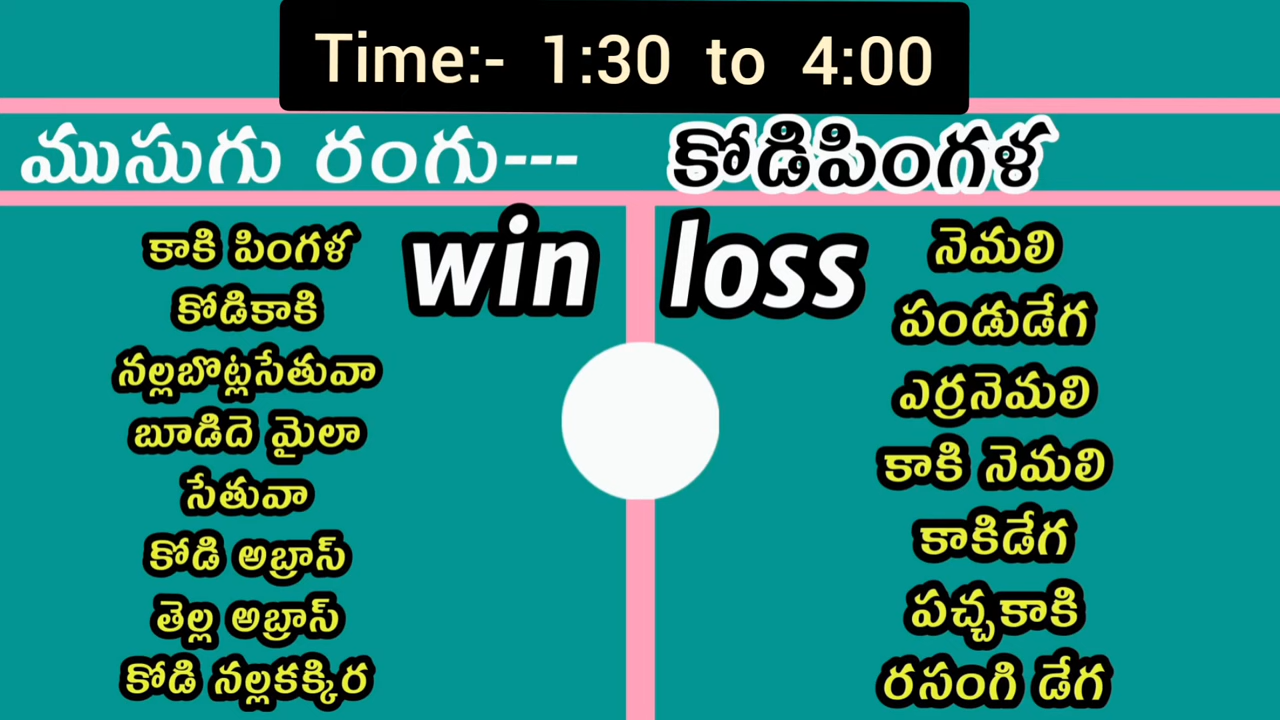 Time:- 1:30 to 4:00
ముసుగు రంగు--- కోడిపింగళ
win loss
కాకి పింగళ
కోడికాకి
నల్లబొట్లసేతువా
బూడిదె మైలా
సేతువా
కోడి అబ్రాస్
తెల్ల అబ్రాస్
కోడి నల్లకక్కిర
నెమలి
పండుడేగ
ఎర్రనెమలి
కాకి నెమలి
కాకిడేగ
పచ్చకాకి
రసంగి డేగ